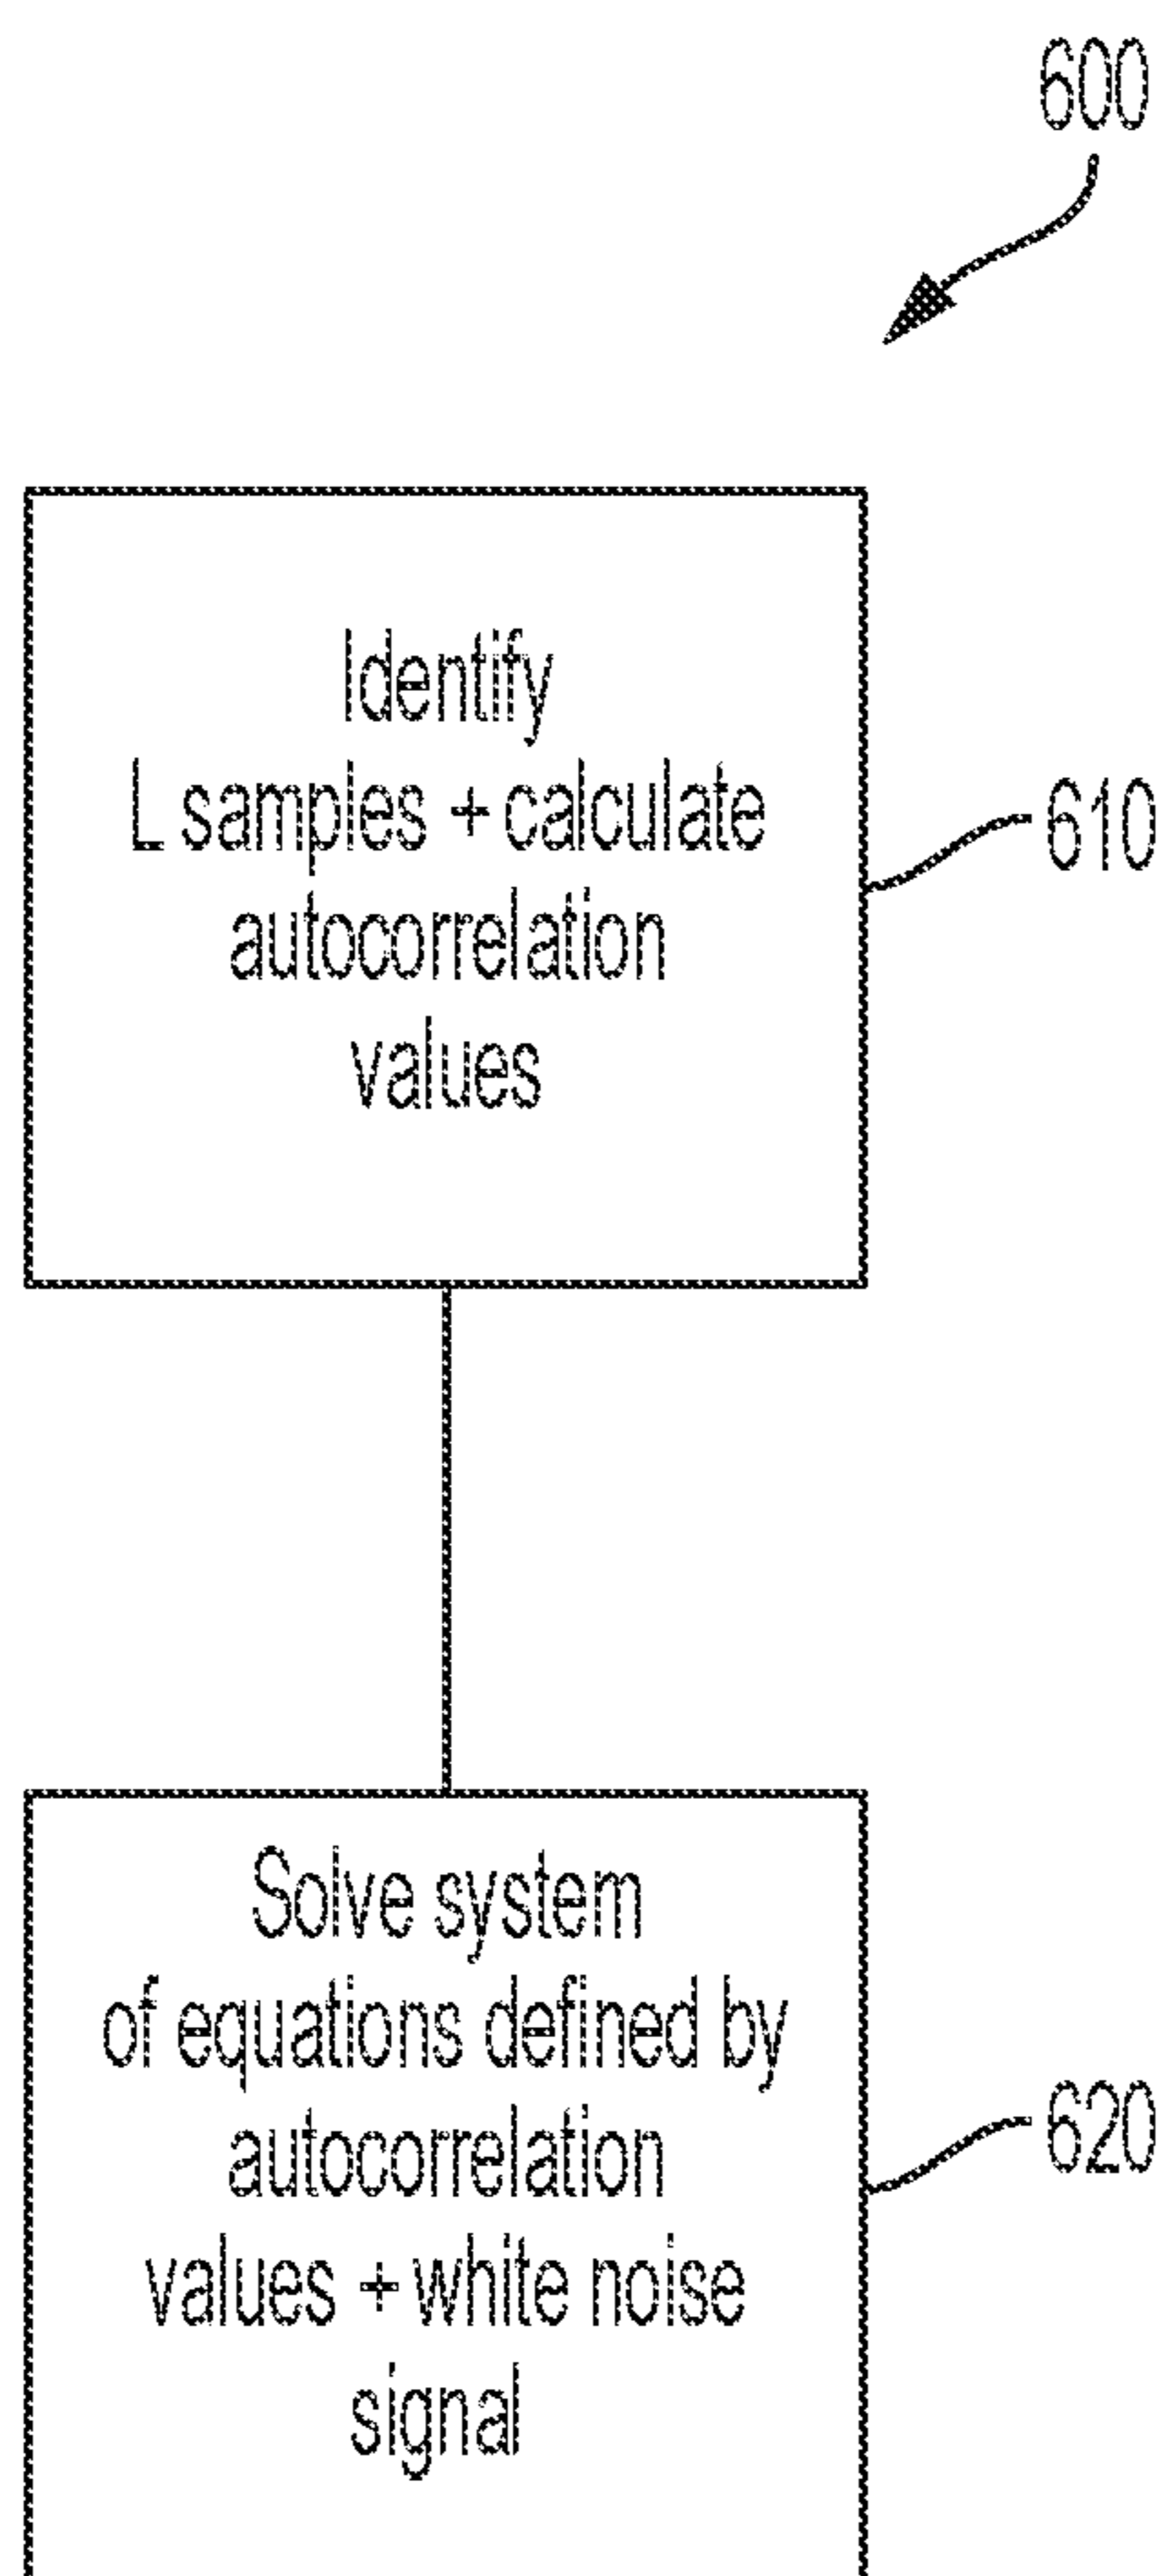 600
Identify
L samples + calculate
autocorrelation
values
610
Solve system
of equations defined by
autocorrelation
values + white noise
signal
620